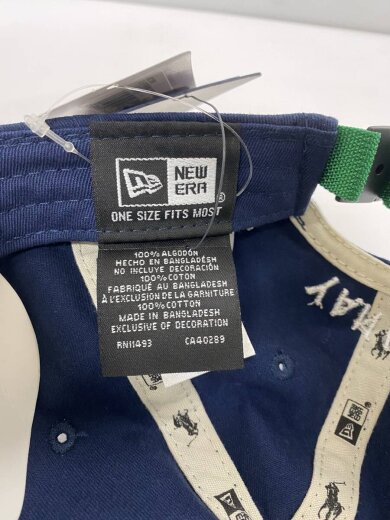 NEW
ERA
ONE SIZE FITS MOST®
100% ALGODÓN
HECHO EN BANGLADÉSH
NO INCLUYE DECORACIÓN
100% COTON
FABRIQUÉ AU BANGLADESH
À L'EXCLUSION DE LA GARNITURE
100% COTTON
MADE IN BANGLADESH
EXCLUSIVE OF DECORATION
RN11493 CA40289